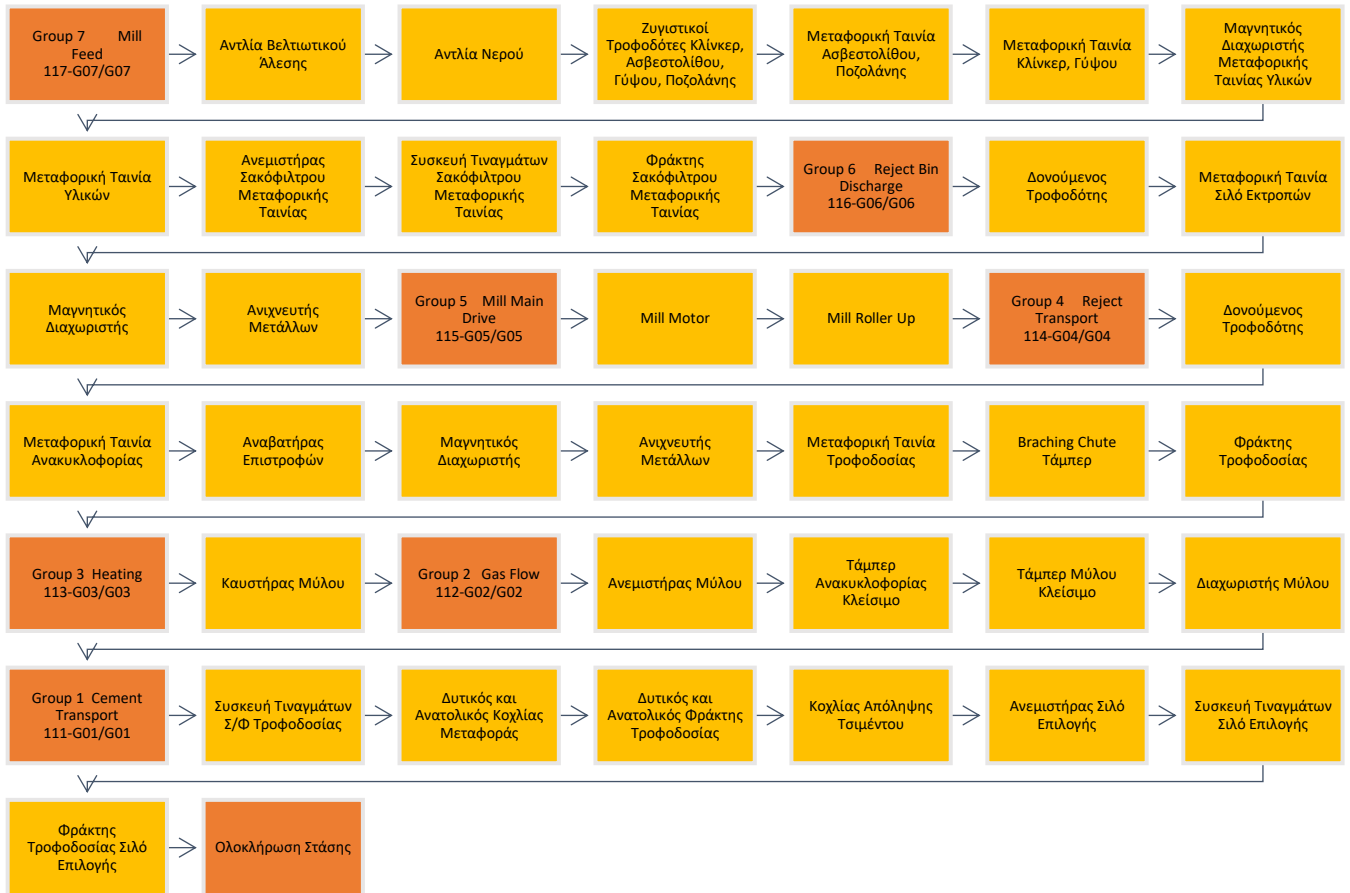 Group 7 Mill
Feed
117-G07/G07
Αντλία Βελτιωτικού
Άλεσης
Αντλία Νερού
Ζυγιστικοί
Τροφοδότες Κλίνκερ,
Ασβεστολίθου,
Γύψου, Ποζολάνης
Μεταφορική Ταινία
Ασβεστολίθου,
Ποζολάνης
Μεταφορική Ταινία
Κλίνκερ, Γύψου
Μαγνητικός
Διαχωριστής
Μεταφορικής
Ταινίας Υλικών
Μεταφορική Ταινία
Υλικών
Ανεμιστήρας
Σακόφιλτρου
Μεταφορικής
Ταινίας
Συσκευή Τιναγμάτων
Σακόφιλτρου
Μεταφορικής
Ταινίας
Φράκτης
Σακόφιλτρου
Μεταφορικής
Ταινίας
Group 6 Reject Bin
Discharge
116-G06/G06
Δονούμενος
Τροφοδότης
Μεταφορική Ταινία
Σιλό Εκτροπών
Μαγνητικός
Διαχωριστής
Ανιχνευτής
Μετάλλων
Group 5 Mill Main
Drive
115-G05/G05
Mill Motor
Mill Roller Up
Group 4 Reject
Transport
114-G04/G04
Δονούμενος
Τροφοδότης
Μεταφορική Ταινία
Ανακυκλοφορίας
Αναβατήρας
Επιστροφών
Μαγνητικός
Διαχωριστής
Ανιχνευτής
Μετάλλων
Μεταφορική Ταινία
Τροφοδοσίας
Braching Chute
Τάμπερ
Φράκτης
Τροφοδοσίας
Group 3 Heating
113-G03/G03
Καυστήρας Μύλου
Group 2 Gas Flow
112-G02/G02
Ανεμιστήρας Μύλου
Τάμπερ
Ανακυκλοφορίας
Κλείσιμο
Τάμπερ Μύλου
Κλείσιμο
Διαχωριστής Μύλου
Group 1 Cement
Transport
111-G01/G01
Συσκευή Τιναγμάτων
Σ/Φ Τροφοδοσίας
Δυτικός και
Ανατολικός Κοχλίας
Μεταφοράς
Δυτικός και
Ανατολικός Φράκτης
Τροφοδοσίας
Κοχλίας Απόληψης
Τσιμέντου
Ανεμιστήρας Σιλό
Επιλογής
Συσκευή Τιναγμάτων
Σιλό Επιλογής
Φράκτης
Τροφοδοσίας Σιλό
Επιλογής
Ολοκλήρωση Στάσης